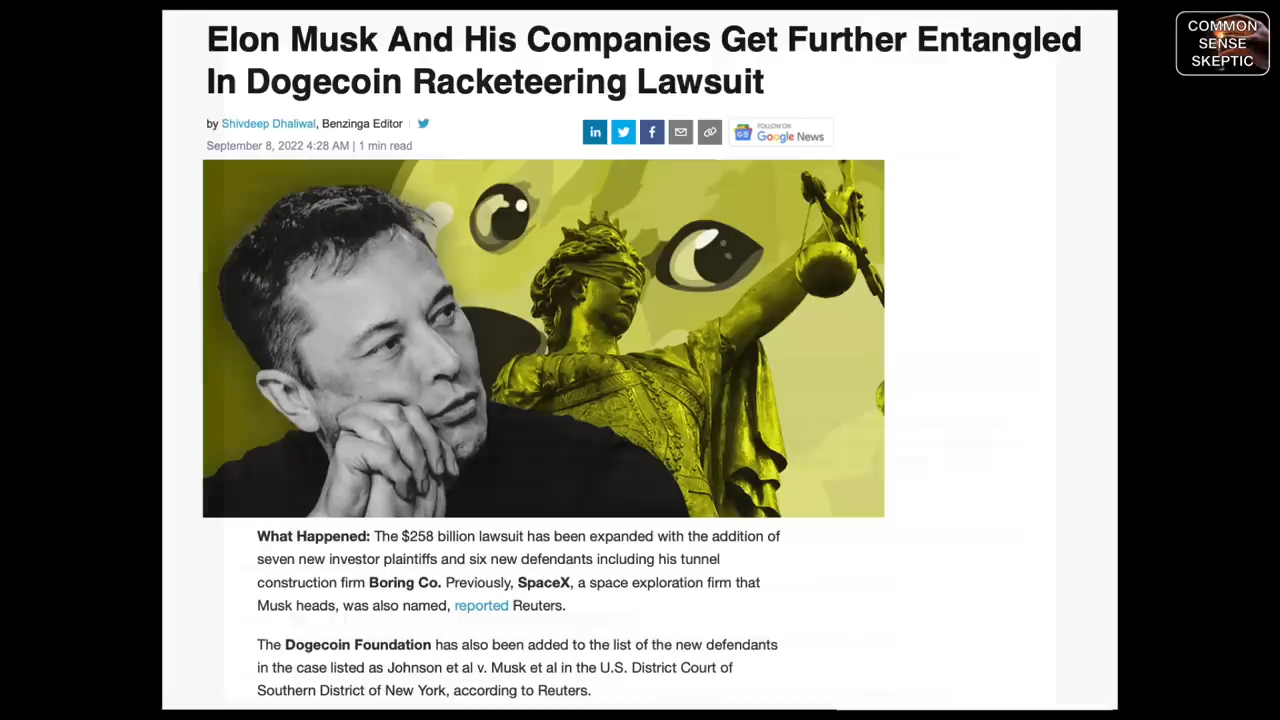 Elon Musk And His Companies Get Further Entangled
In Dogecoin Racketeering Lawsuit
by Shivdeep Dhaliwal, Benzinga Editor
September 8, 2022 4:28 AM | 1 min read
FOLLOW ON
Google News
What Happened: The $258 billion lawsuit has been expanded with the addition of
seven new investor plaintiffs and six new defendants including his tunnel
construction firm Boring Co. Previously, SpaceX, a space exploration firm that
Musk heads, was also named, reported Reuters.
The Dogecoin Foundation has also been added to the list of the new defendants
in the case listed as Johnson et al v. Musk et al in the U.S. District Court of
Southern District of New York, according to Reuters.
COMMON
SENSE
SKEPTIC